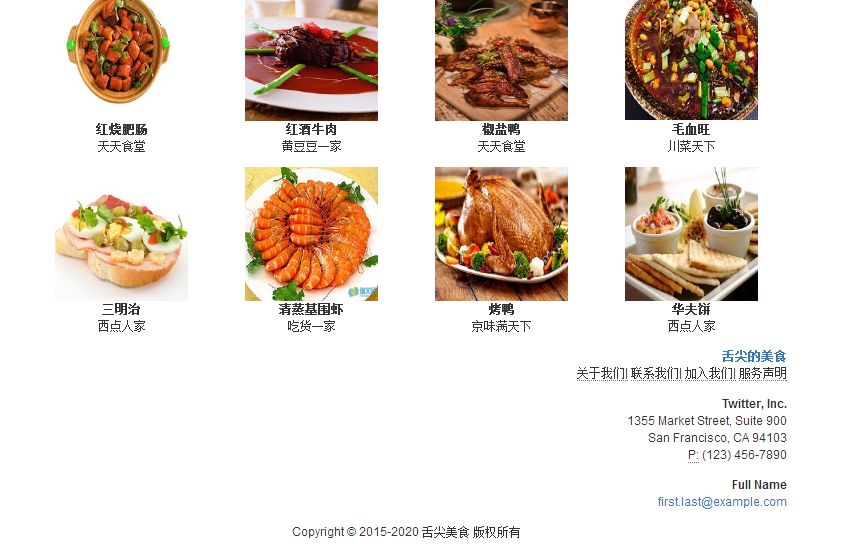 红烧肥肠 红酒牛肉 椒盐鸭 毛血旺
天天食堂 黄豆豆一家 天天食堂 川菜天下
三明治 清蒸基围虾 烤鸭 华夫饼
西点人家 吃货一家 京味满天下 西点人家
舌尖的美食
关于我们| 联系我们| 加入我们| 服务声明
Twitter, Inc.
1355 Market Street, Suite 900
San Francisco, CA 94103
P: (123) 456-7890
Full Name
first.last@example.com
Copyright © 2015-2020 舌尖美食 版权所有